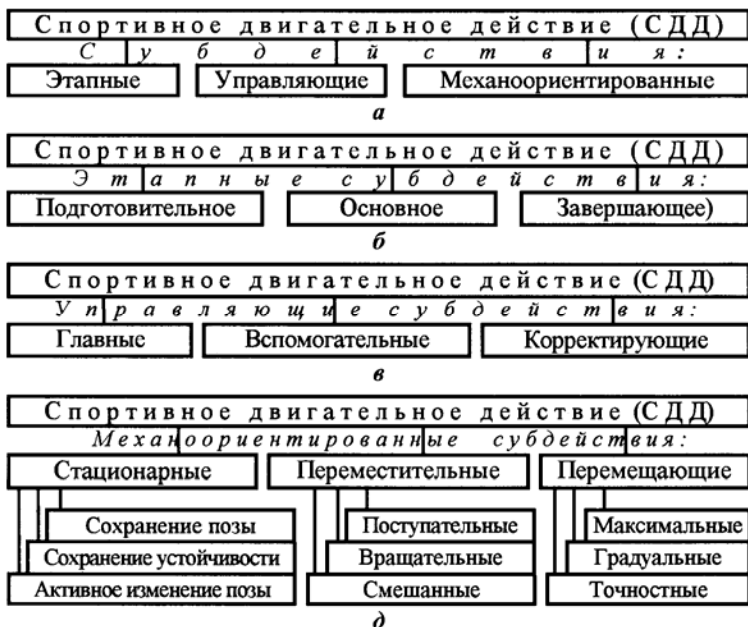 Спортивное двигательное действие (СДД)
Субдействия:
Этапные Управляющие Механоориентированные
а
Спортивное двигательное действие (СДД)
Этапные субдействия:
Подготовительное Основное Завершающее)
б
Спортивное двигательное действие (СДД)
Управляющие субдействия:
Главные Вспомогательные Корректирующие
в
Спортивное двигательное действие (СДД)
Механоориентированные субдействия:
Стационарные Переместительные Перемещающие
Сохранение позы Поступательные Максимальные
Сохранение устойчивости Вращательные Градуальные
Активное изменение позы Смешанные Точностные
д